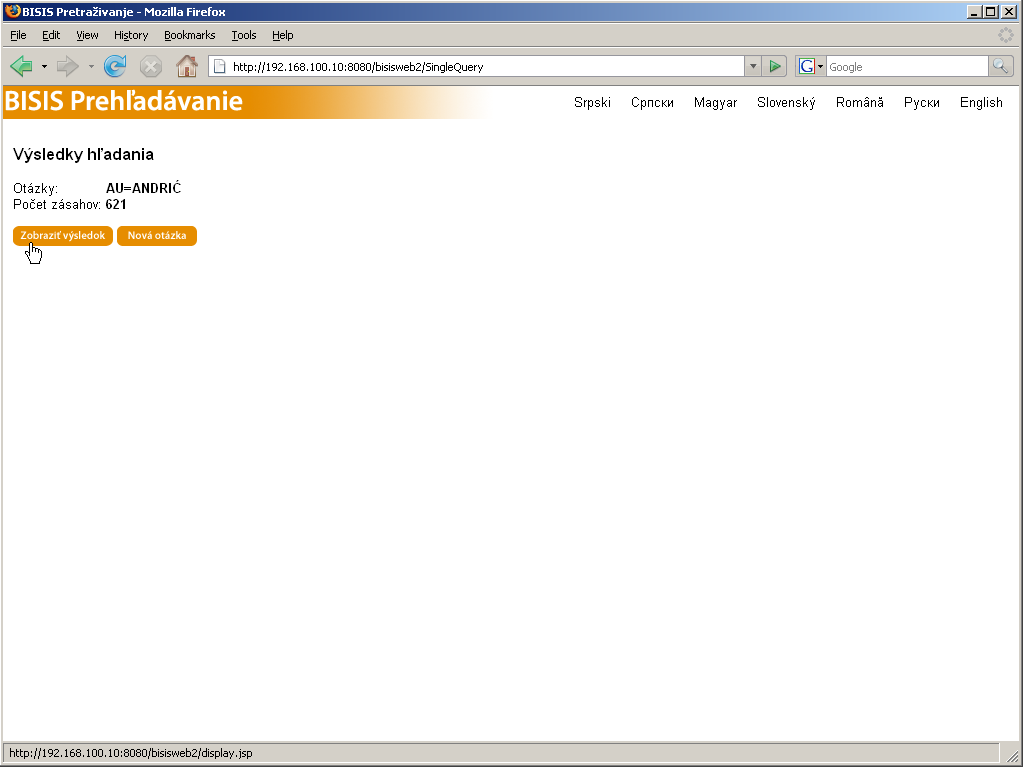 BISIS Pretraživanje - Mozilla Firefox
File Edit View History Bookmarks Tools Help
http://192.168.100.10:8080/bisisweb2/SingleQuery
G Google
BISIS Prehľadávanie
Srpski Српски Magyar Slovenský Română Руски English
Výsledky hľadania
Otázky: AU=ANDRIĆ
Počet zásahov: 621
Zobraziť výsledok Nová otázka
http://192.168.100.10:8080/bisisweb2/display.jsp